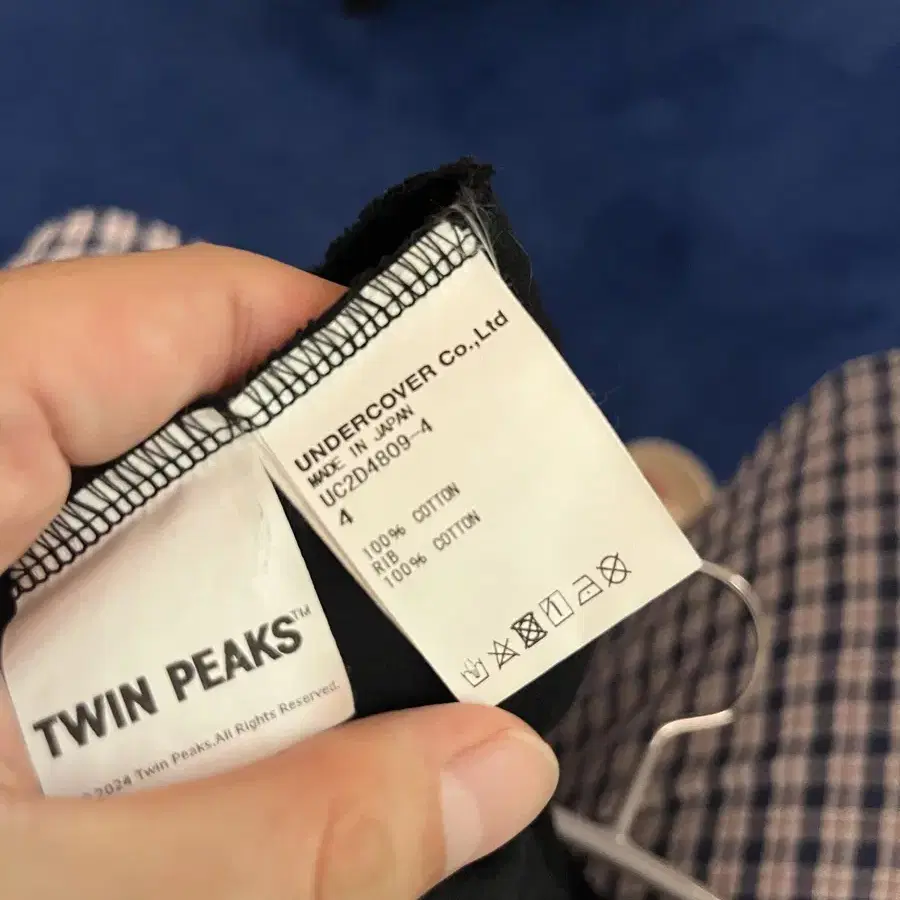 UNDERCOVER Co.,Ltd
MADE IN JAPAN
UC2D4809-4
4
100% COTTON
RIB
100% COTTON
TWIN PEAKS™
©2024 Twin Peaks.All Rights Reserved.